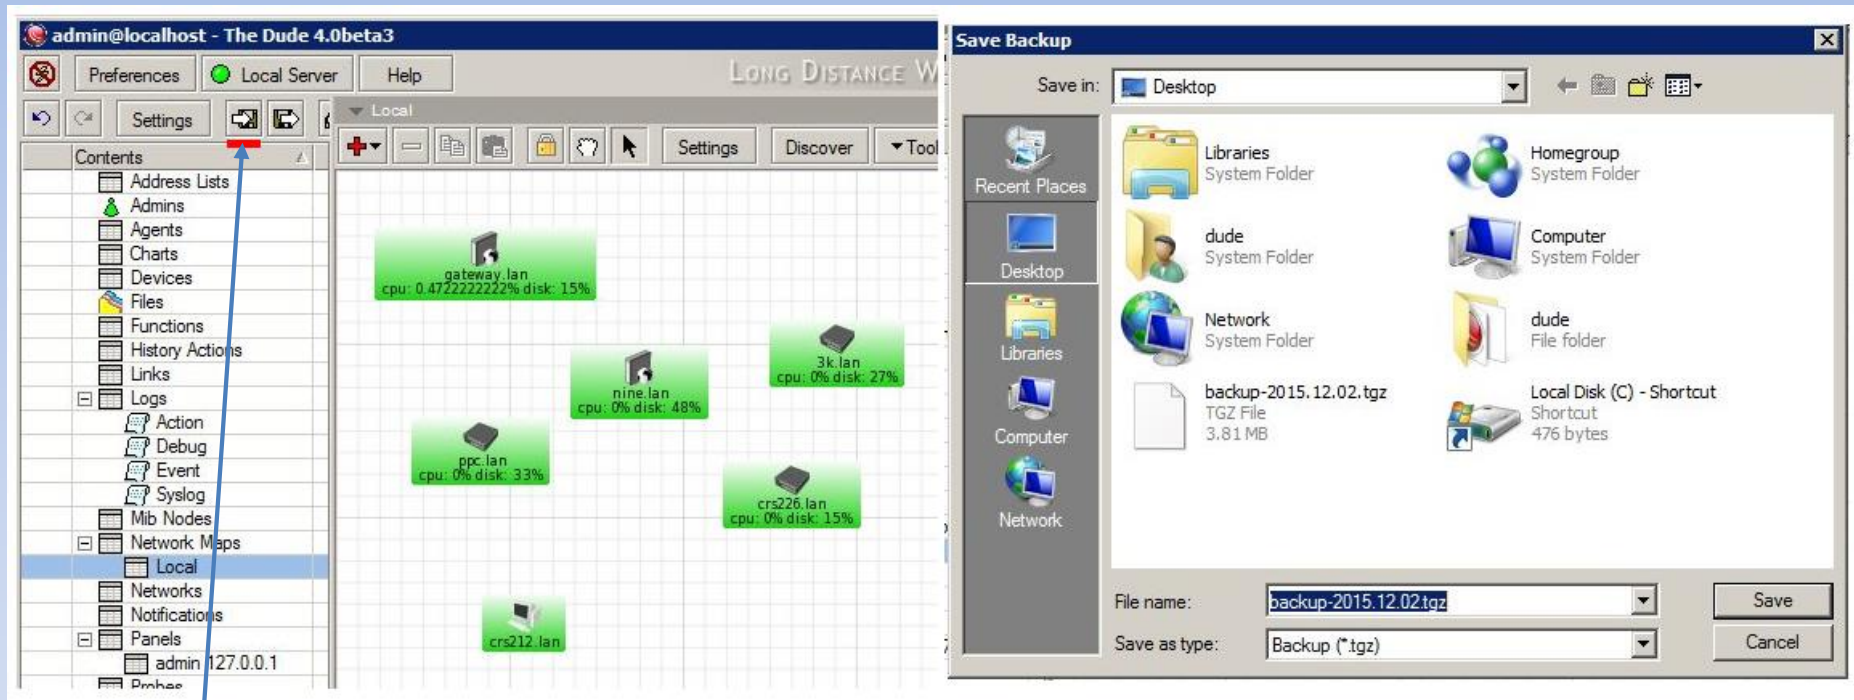 admin@localhost - The Dude 4.0beta3
Preferences
Local Server
Help
LONG DISTANCE W
Settings
Local
Settings
Discover
Tool
Contents
Address Lists
Admins
Agents
Charts
Devices
Files
Functions
History Actions
Links
Logs
Action
Debug
Event
Syslog
Mib Nodes
Network Maps
Local
Networks
Notifications
Panels
admin 127.0.0.1
Probes
gateway.lan
cpu: 0.4722222222% disk: 15%
3k.lan
cpu: 0% disk: 27%
nine.lan
cpu: 0% disk: 48%
ppc.lan
cpu: 0% disk: 33%
crs226.lan
cpu: 0% disk: 15%
crs212.lan
Save Backup
Save in:
Desktop
Recent Places
Desktop
Libraries
Computer
Network
Libraries
System Folder
Homegroup
System Folder
dude
System Folder
Computer
System Folder
Network
System Folder
dude
File folder
backup-2015.12.02.tgz
TGZ File
3.81 MB
Local Disk (C) - Shortcut
Shortcut
476 bytes
File name:
backup-2015.12.02.tgz
Save
Save as type:
Backup (*.tgz)
Cancel